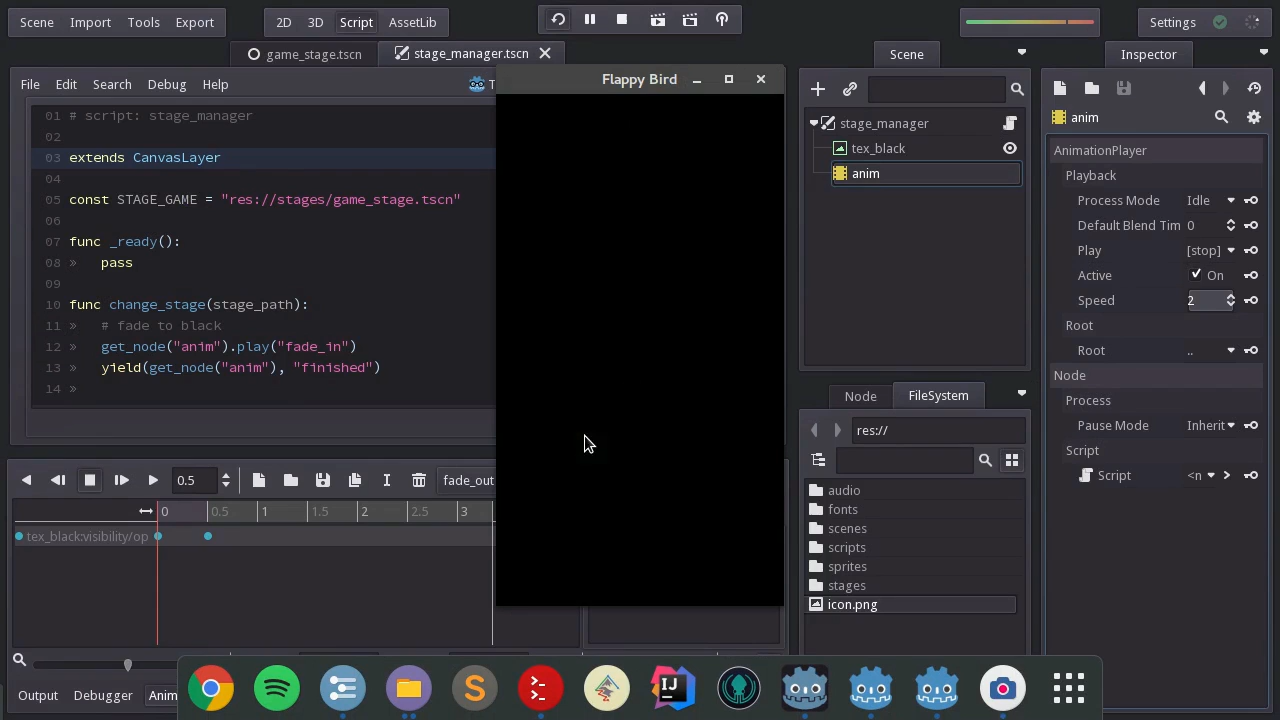 Scene Import Tools Export 2D 3D Script AssetLib Settings
game_stage.tscn stage_manager.tscn Scene Inspector
File Edit Search Debug Help
Flappy Bird
01 # script: stage_manager
02
03 extends CanvasLayer
04
05 const STAGE_GAME = "res://stages/game_stage.tscn"
06
07 func _ready():
08 » pass
09
10 func change_stage(stage_path):
11 » # fade to black
12 » get_node("anim").play("fade_in")
13 » yield(get_node("anim"), "finished")
14 »
stage_manager
tex_black
anim
anim
AnimationPlayer
Playback
Process Mode Idle
Default Blend Tim 0
Play [stop]
Active On
Speed 2
Root
Root ..
Node
Process
Pause Mode Inherit
Script
Script <n
Node FileSystem
res://
audio
fonts
scenes
scripts
sprites
stages
icon.png
0.5 fade_out
0 0.5 1 1.5 2 2.5 3
tex_black:visibility/op
Output Debugger Anim